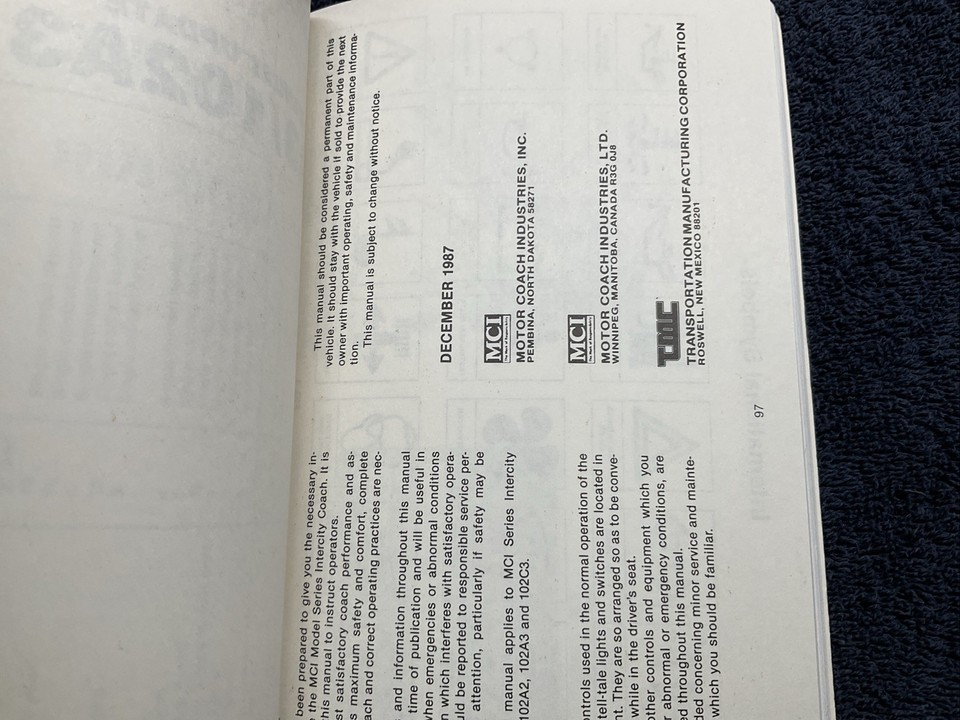 been prepared to give you the necessary in-
the MCI Model Series Intercity Coach. It is
this manual to instruct operators.
st satisfactory coach performance and as-
s maximum safety and comfort, complete
ach and correct operating practices are nec-
and information throughout this manual
time of publication and will be useful in
when emergencies or abnormal conditions
n which interferes with satisfactory opera-
uld be reported to responsible service per-
attention, particularly if safety may be
manual applies to MCI Series Intercity
102A2, 102A3 and 102C3.
ontrols used in the normal operation of the
tell-tale lights and switches are located in
nt. They are so arranged so as to be conve-
while in the driver's seat.
other controls and equipment which you
r abnormal or emergency conditions, are
ed throughout this manual.
ded concerning minor service and mainte-
which you should be familiar.
This manual should be considered a permanent part of this
vehicle. It should stay with the vehicle if sold to provide the next
owner with important operating, safety and maintenance informa-
tion.
This manual is subject to change without notice.
DECEMBER 1987
MCI
MOTOR COACH INDUSTRIES, INC.
PEMBINA, NORTH DAKOTA 58271
MCI
MOTOR COACH INDUSTRIES, LTD.
WINNIPEG, MANITOBA, CANADA R3G 0J8
tmc
TRANSPORTATION MANUFACTURING CORPORATION
ROSWELL, NEW MEXICO 88201
97